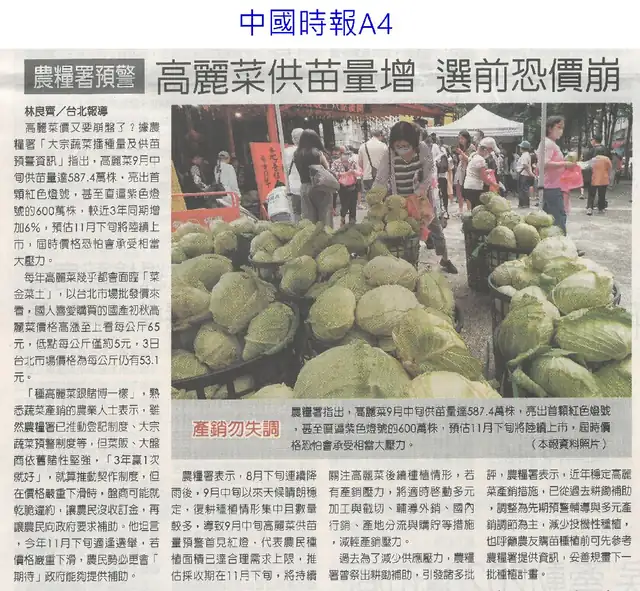 中國時報A4
農糧署預警
高麗菜供苗量增 選前恐價崩
林良齊／台北報導
高麗菜價又要崩盤了？據農
糧署「大宗蔬菜播種量及供苗
預警資訊」指出，高麗菜9月中
旬供苗量達587.4萬株，亮出首
顆紅色燈號，甚至直逼紫色燈
號的600萬株，較近3年同期增
加6%，預估11月下旬將陸續上
市，屆時價格恐怕會承受相當
大壓力。
每年高麗菜幾乎都會面臨「菜
金菜土」，以台北市場批發價來
看，國人喜愛購買的國產初秋高
麗菜價格高漲至上看每公斤65
元，低點每公斤僅約5元，3日
台北市場價格為每公斤仍有53.1
元。
「種高麗菜跟賭博一樣」，熟
悉蔬菜產銷的農業人士表示，雖
然農糧署已推動登記制度、大宗
蔬菜預警制度等，但菜販、大盤
商依舊賭性堅強，「3年贏1次
就好」，就算推動契作制度，但
在價格嚴重下滑時，盤商可能就
乾脆違約，讓農民沒收訂金，再
讓農民向政府要求補助。他坦言
，今年11月下旬適逢選舉，若
價格嚴重下滑，農民勢必更會「
期待」政府能夠提供補助。
產銷勿失調
農糧署指出，高麗菜9月中旬供苗量達587.4萬株，亮出首顆紅色燈號
，甚至直逼紫色燈號的600萬株，預估11月下旬將陸續上市，屆時價
格恐怕會承受相當大壓力。
（本報資料照片）
農糧署表示，8月下旬連續降
雨後，9月中旬以來天候晴朗穩
定，復耕種植情形集中且數量
較多，導致9月中旬高麗菜供苗
量預警首見紅燈，代表農民種
植面積已達合理需求上限，推
估採收期在11月下旬，將持續
關注高麗菜後續種植情形，若
有產銷壓力，將適時啟動多元
加工與截切、輔導外銷、國內
行銷、產地分流與購貯等措施
，減輕產銷壓力。
過去為了減少供應壓力，農糧
署曾祭出耕鋤補助，引發諸多批
評，農糧署表示，近年穩定高麗
菜產銷措施，已從過去耕鋤補助
，調整為先期預警輔導與多元產
銷調節為主，減少投機性種植，
也呼籲農友購苗種植前可先參考
農糧署提供資訊，妥善規畫下一
批種植計畫。